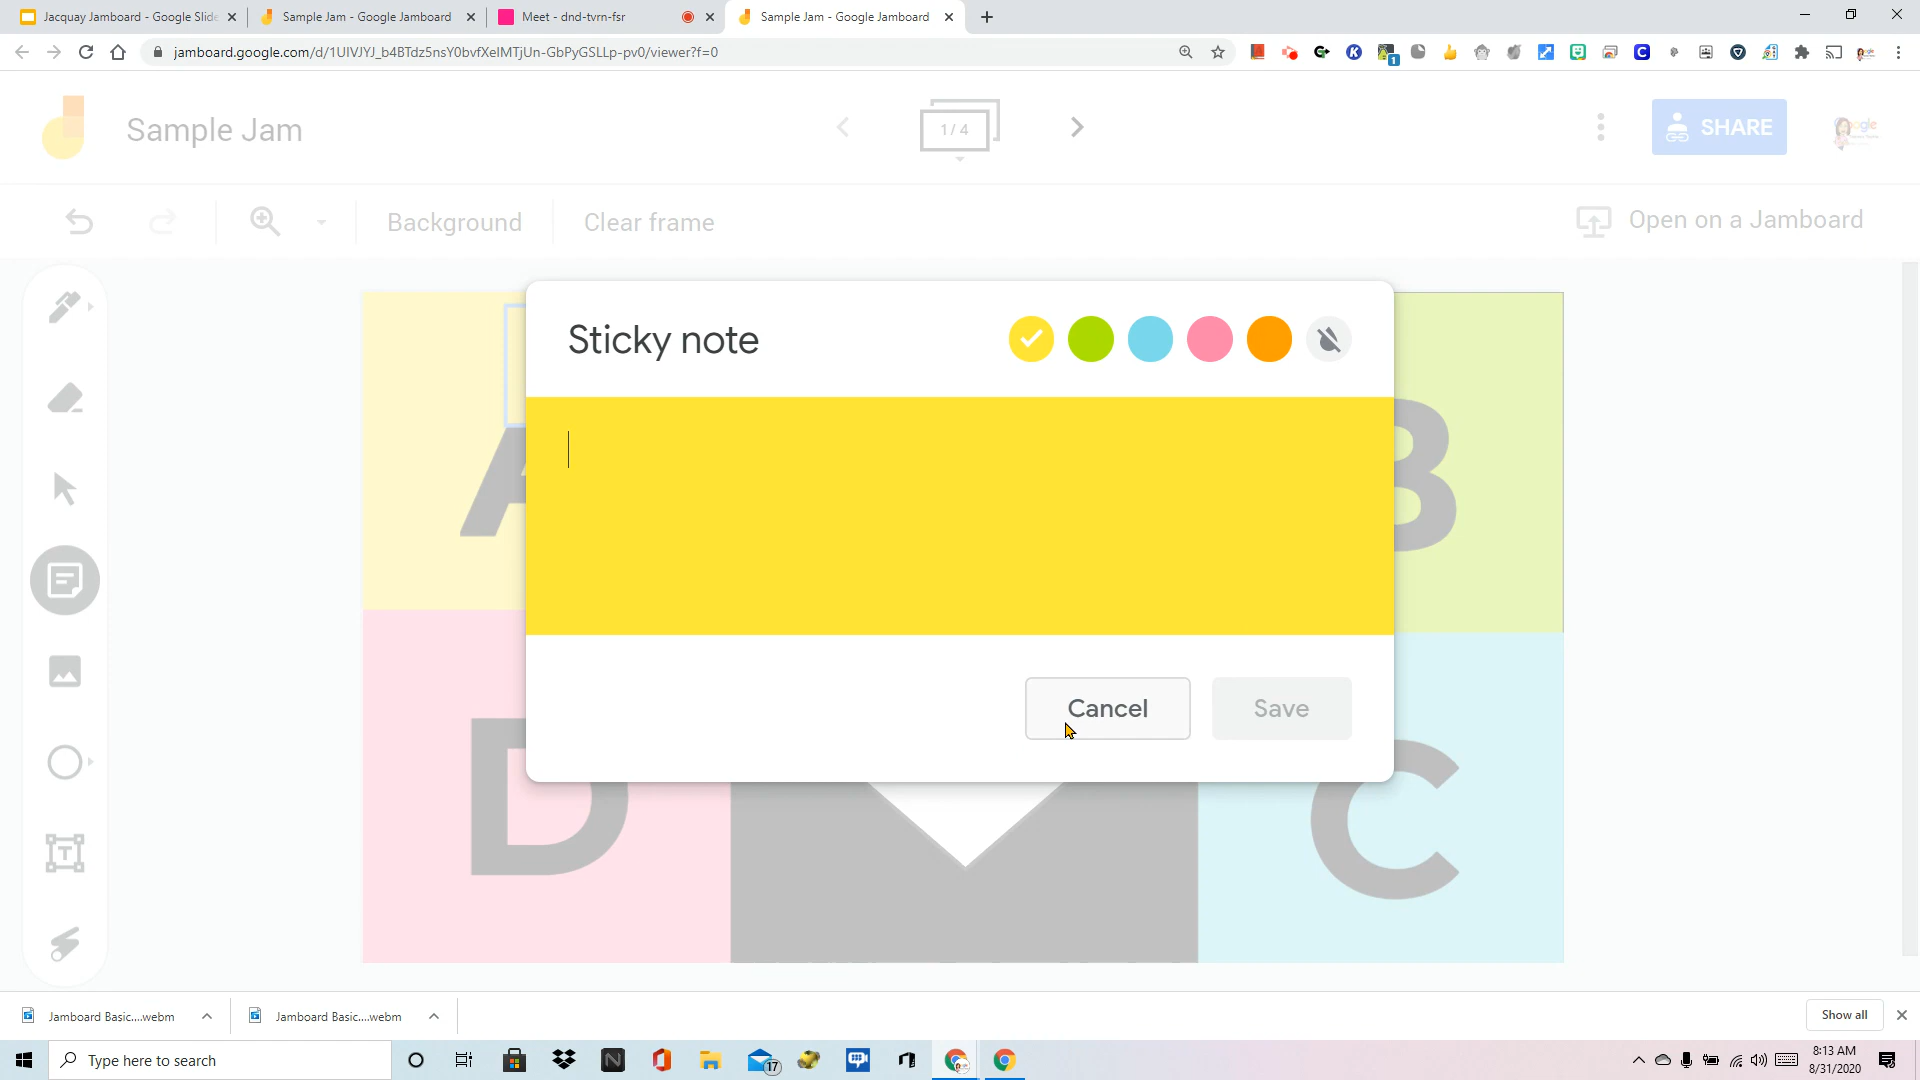 Jacquay Jamboard - Google Slide
Sample Jam - Google Jamboard
Meet - dnd-tvrn-fsr
Sample Jam - Google Jamboard
jamboard.google.com/d/1UIVJYJ_b4BTdz5nsY0bvfXeIMTjUn-GbPyGSLLp-pv0/viewer?f=0
Sample Jam
1 / 4
SHARE
Background
Clear frame
Open on a Jamboard
Sticky note
A
B
Cancel
Save
D
C
Jamboard Basic....webm
Jamboard Basic....webm
Show all
Type here to search
17
8:13 AM
8/31/2020